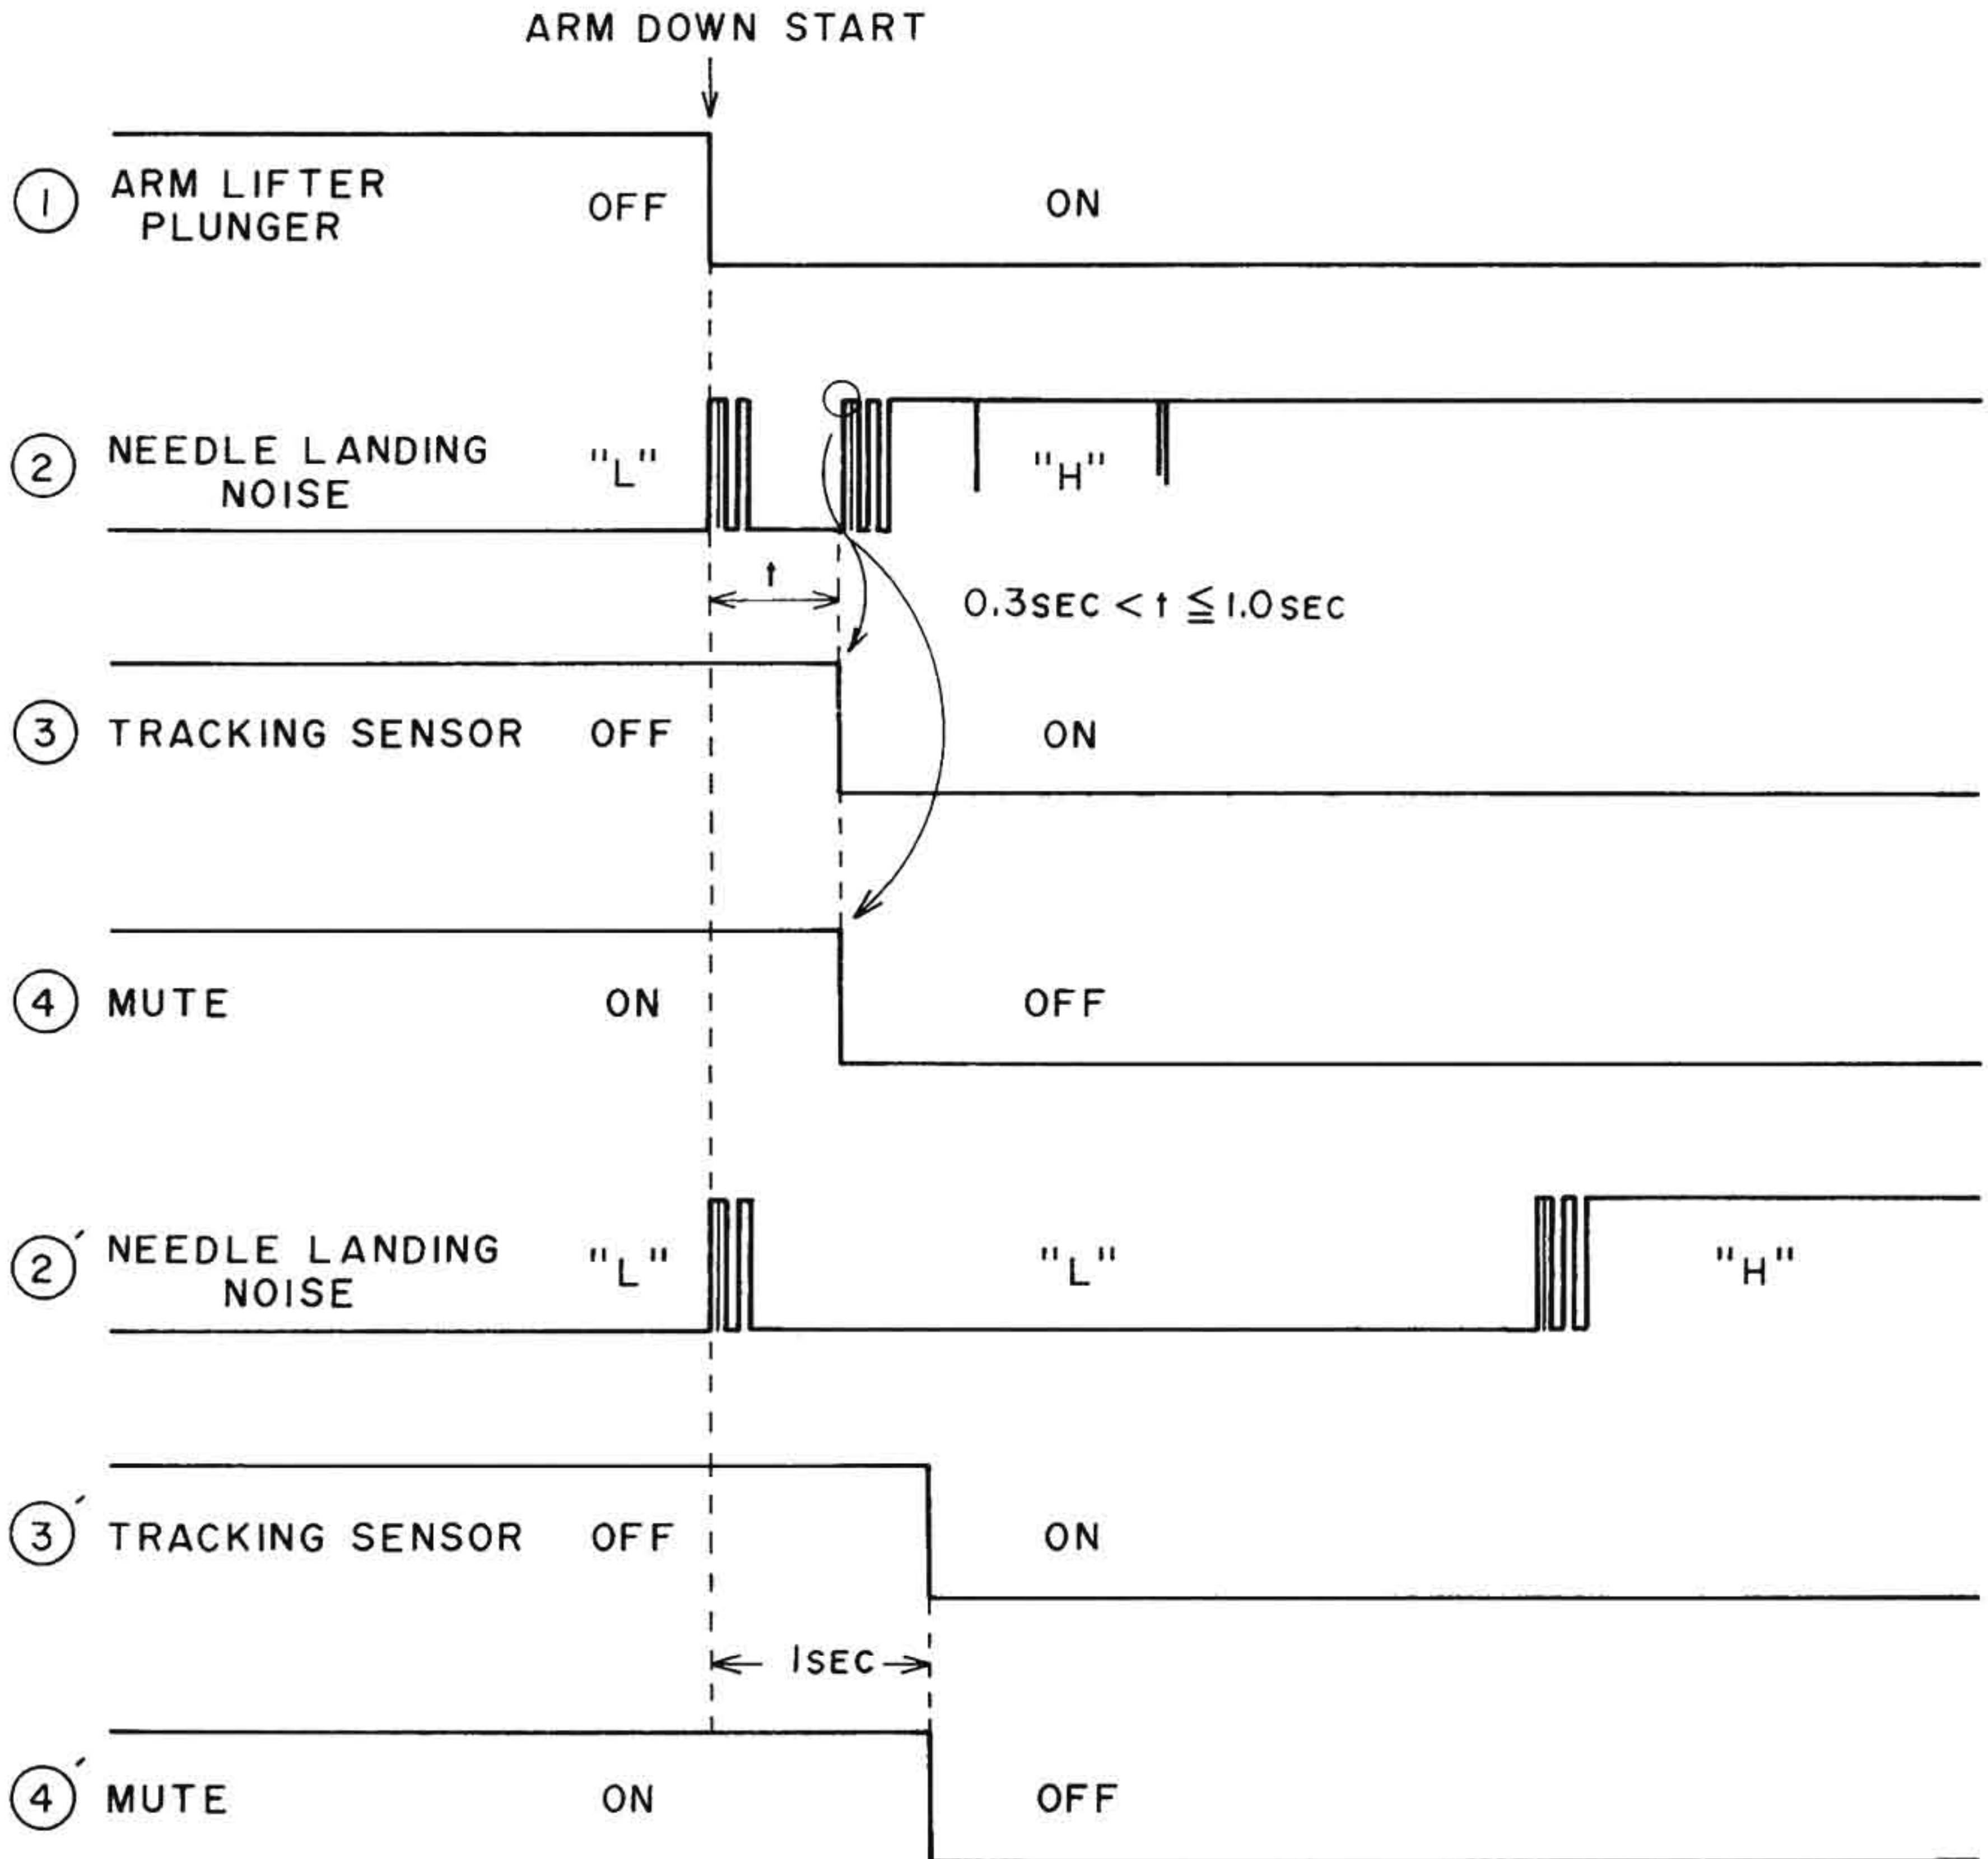 ARM DOWN START
① ARM LIFTER
PLUNGER
OFF
ON
② NEEDLE LANDING
NOISE
"L"
"H"
t
0.3SEC < t ≦ 1.0SEC
③ TRACKING SENSOR OFF ON
④ MUTE ON OFF
②′ NEEDLE LANDING
NOISE
"L"
"L"
"H"
③′ TRACKING SENSOR OFF ON
1SEC
④′ MUTE ON OFF